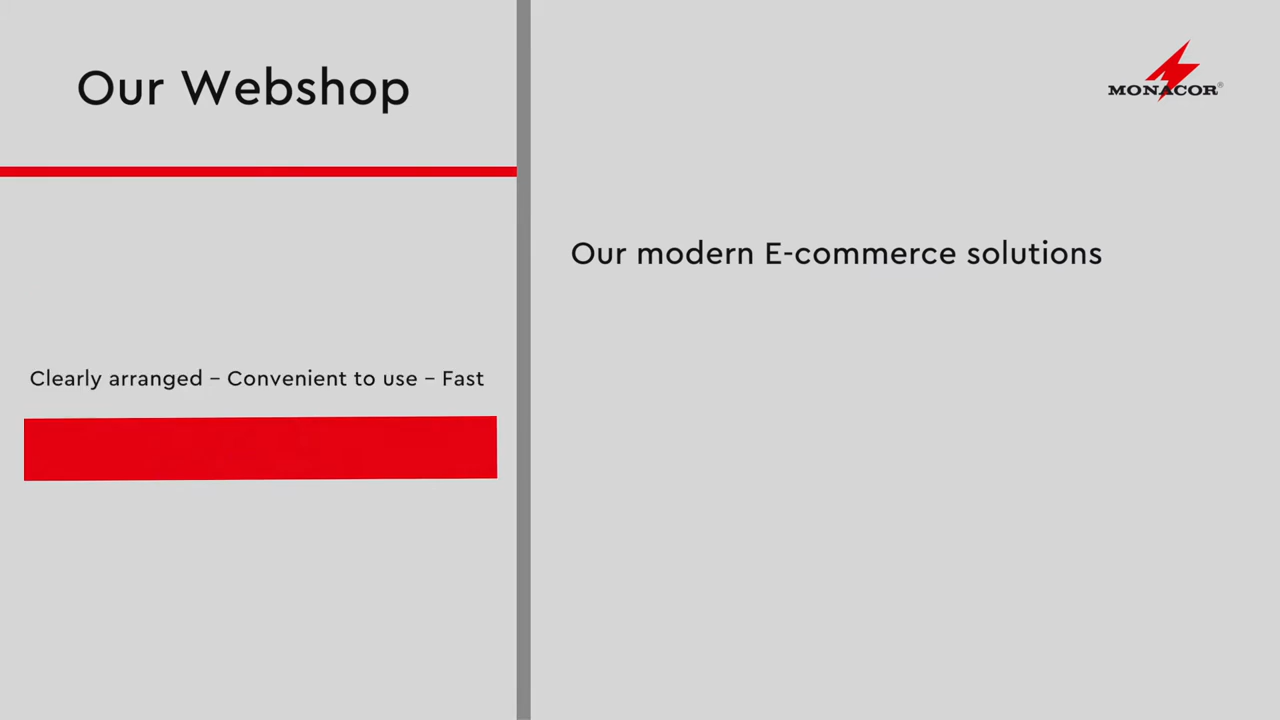 Our Webshop
Clearly arranged – Convenient to use – Fast
Our modern E-commerce solutions
MONACOR®